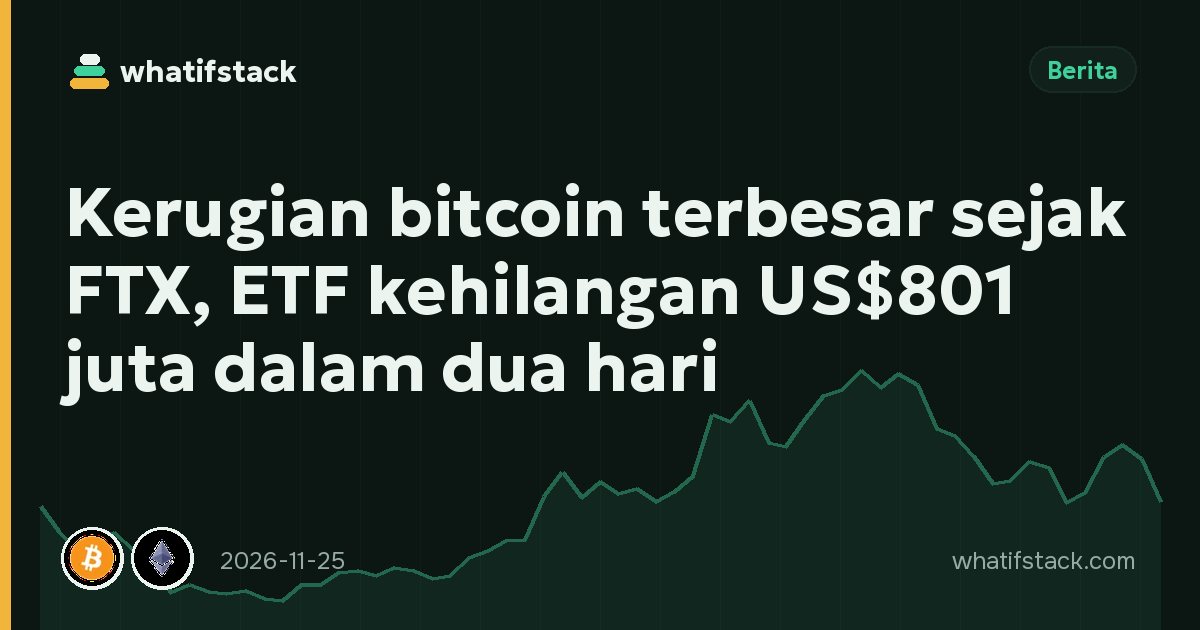 whatifstack
Berita
Kerugian bitcoin terbesar sejak
FTX, ETF kehilangan US$801
juta dalam dua hari
2026-11-25
whatifstack.com